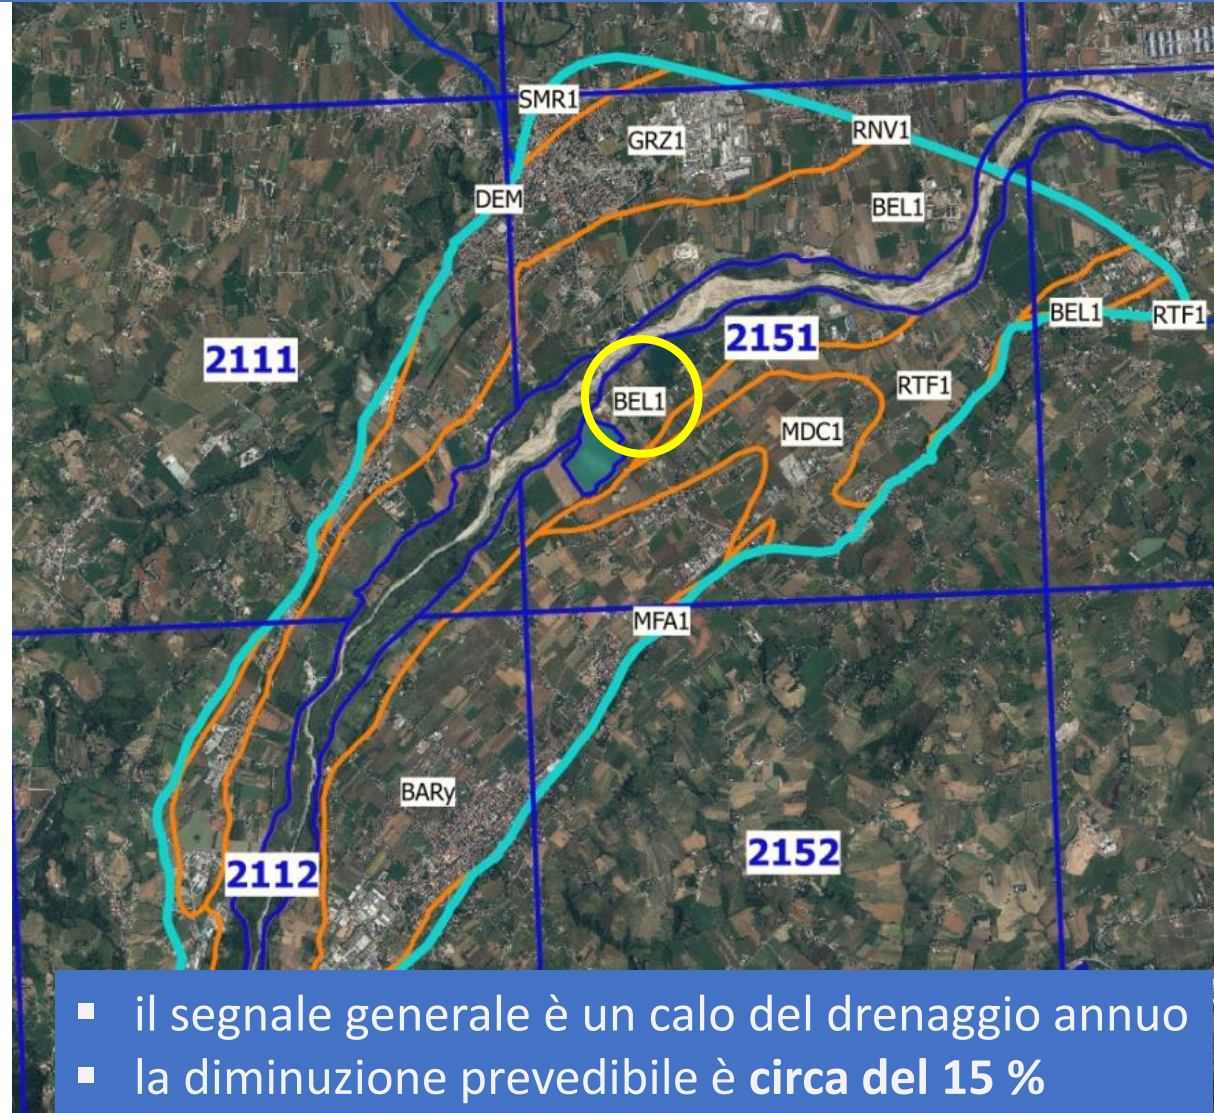 SMR1
RNV1
GRZ1
DEM
BEL1
BEL1
RTF1
2151
2111
RTF1
BEL1
MDC1
MFA1
BARy
2152
2112
▪ il segnale generale è un calo del drenaggio annuo
▪ la diminuzione prevedibile è circa del 15 %